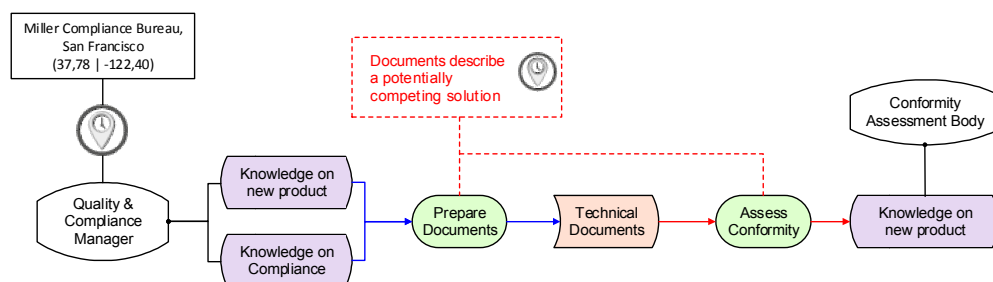 Miller Compliance Bureau,
San Francisco
(37,78 | -122,40)
Documents describe
a potentially
competing solution
Conformity
Assessment Body
Quality &
Compliance
Manager
Knowledge on
new product
Knowledge on
Compliance
Prepare
Documents
Technical
Documents
Assess
Conformity
Knowledge on
new product